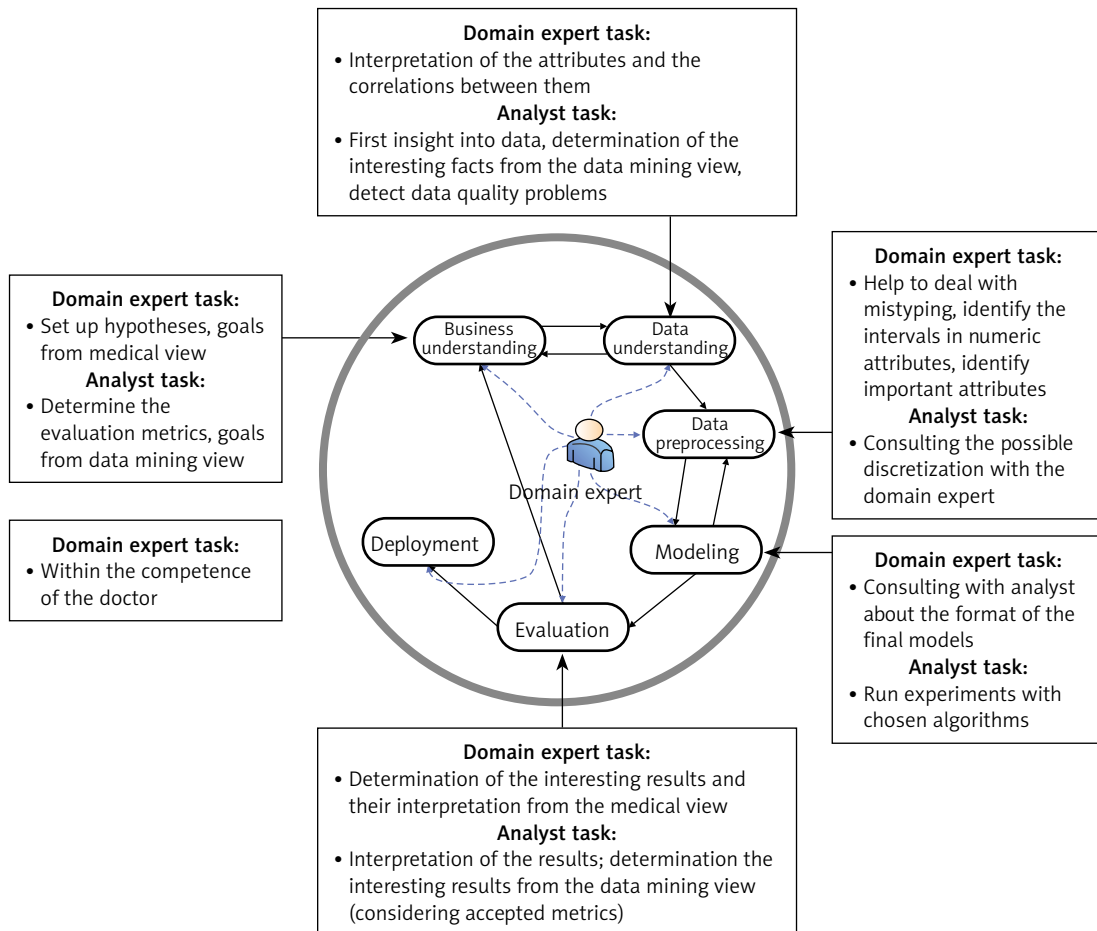 Domain expert task:
• Interpretation of the attributes and the
correlations between them
Analyst task:
• First insight into data, determination of the
interesting facts from the data mining view,
detect data quality problems
Domain expert task:
• Set up hypotheses, goals
from medical view
Analyst task:
• Determine the
evaluation metrics, goals
from data mining view
Domain expert task:
• Within the competence
of the doctor
Business
understanding
Data
understanding
Data
preprocessing
Domain expert
Deployment
Modeling
Evaluation
Domain expert task:
• Help to deal with
mistyping, identify the
intervals in numeric
attributes, identify
important attributes
Analyst task:
• Consulting the possible
discretization with the
domain expert
Domain expert task:
• Consulting with analyst
about the format of the
final models
Analyst task:
• Run experiments with
chosen algorithms
Domain expert task:
• Determination of the interesting results and
their interpretation from the medical view
Analyst task:
• Interpretation of the results; determination the
interesting results from the data mining view
(considering accepted metrics)